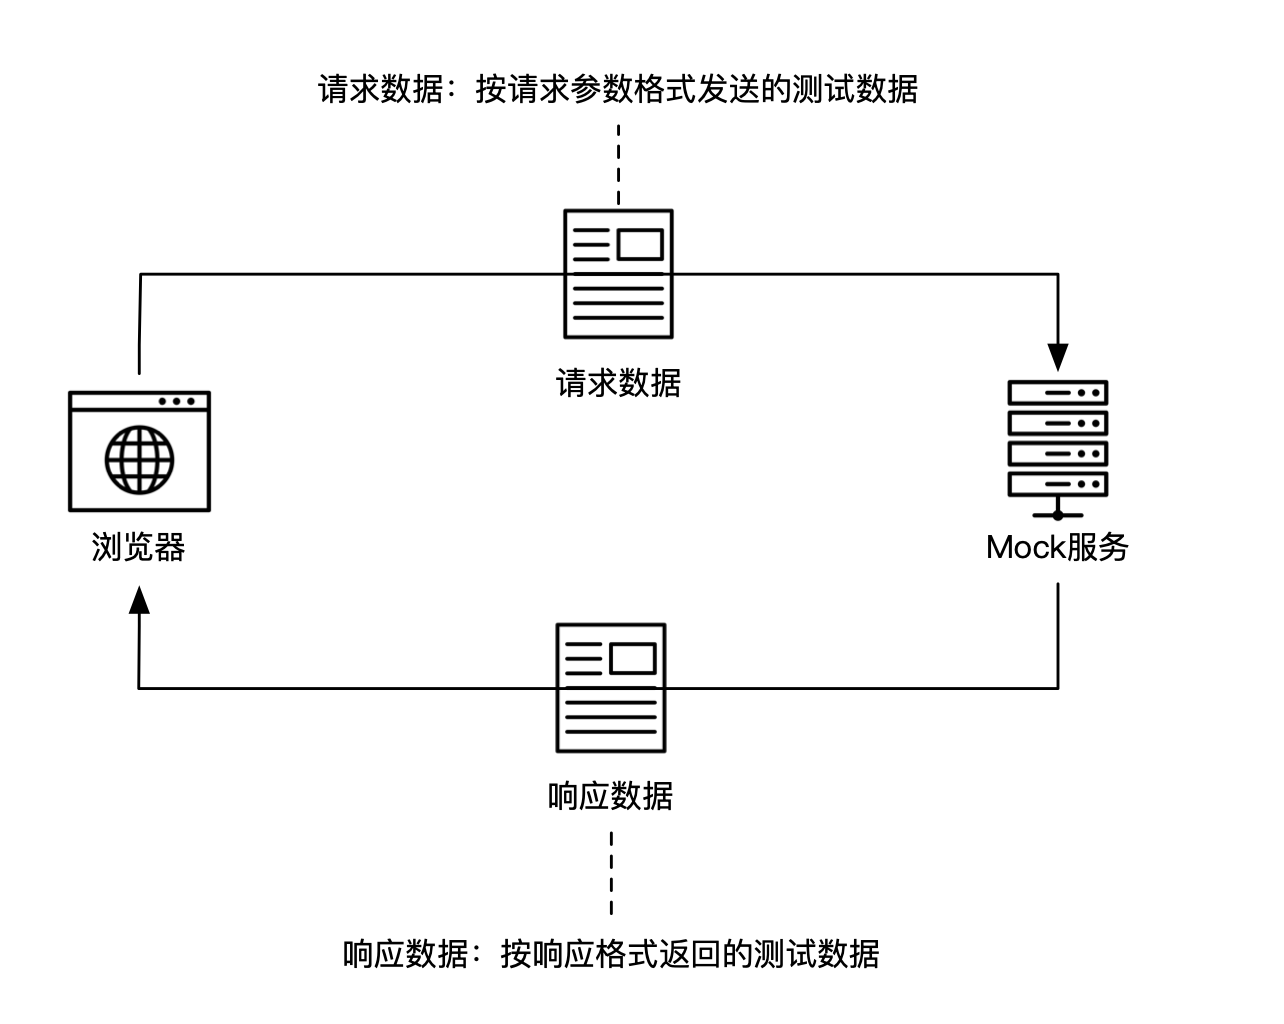 请求数据：按请求参数格式发送的测试数据
请求数据
浏览器
Mock服务
响应数据
响应数据：按响应格式返回的测试数据